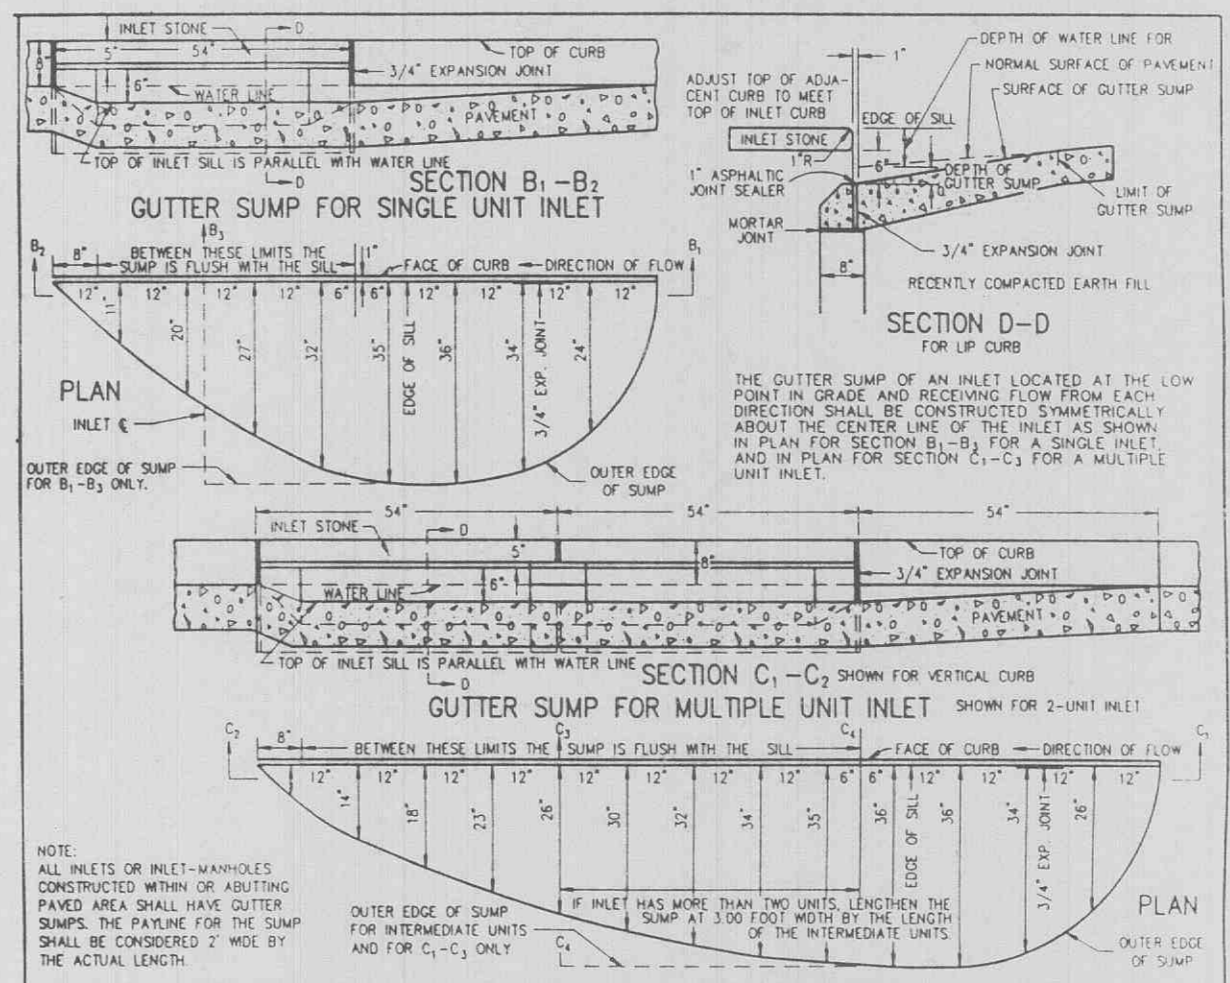 INLET STONE
D
5"
54"
8"
TOP OF CURB
3/4" EXPANSION JOINT
6"
WATER LINE
PAVEMENT
TOP OF INLET SILL IS PARALLEL WITH WATER LINE
D
SECTION B₁-B₂
GUTTER SUMP FOR SINGLE UNIT INLET
1"
DEPTH OF WATER LINE FOR
NORMAL SURFACE OF PAVEMENT
SURFACE OF GUTTER SUMP
ADJUST TOP OF ADJA-
CENT CURB TO MEET
TOP OF INLET CURB
EDGE OF SILL
INLET STONE
1"R
6"
1" ASPHALTIC
JOINT SEALER
DEPTH OF
GUTTER SUMP
LIMIT OF
GUTTER SUMP
MORTAR
JOINT
3/4" EXPANSION JOINT
8"
RECENTLY COMPACTED EARTH FILL
SECTION D-D
FOR LIP CURB
B₂
8"
B₃
BETWEEN THESE LIMITS THE
SUMP IS FLUSH WITH THE SILL
1"
FACE OF CURB
DIRECTION OF FLOW
B₁
12" 12" 12" 12" 6" 6" 12" 12" 12" 12"
11" 20" 27" 32" 35" EDGE OF SILL 36" 34" 3/4" EXP. JOINT 24"
PLAN
INLET ℄
OUTER EDGE OF SUMP
FOR B₁-B₃ ONLY.
OUTER EDGE
OF SUMP
THE GUTTER SUMP OF AN INLET LOCATED AT THE LOW
POINT IN GRADE AND RECEIVING FLOW FROM EACH
DIRECTION SHALL BE CONSTRUCTED SYMMETRICALLY
ABOUT THE CENTER LINE OF THE INLET AS SHOWN
IN PLAN FOR SECTION B₁-B₃ FOR A SINGLE INLET,
AND IN PLAN FOR SECTION C₁-C₃ FOR A MULTIPLE
UNIT INLET.
54" 54" 54"
INLET STONE
D
5"
8"
TOP OF CURB
3/4" EXPANSION JOINT
WATER LINE
6"
PAVEMENT
TOP OF INLET SILL IS PARALLEL WITH WATER LINE
D
SECTION C₁-C₂ SHOWN FOR VERTICAL CURB
GUTTER SUMP FOR MULTIPLE UNIT INLET SHOWN FOR 2-UNIT INLET
C₂
8"
C₃
C₄
C₁
BETWEEN THESE LIMITS THE SUMP IS FLUSH WITH THE SILL
FACE OF CURB
DIRECTION OF FLOW
12" 12" 12" 12" 12" 12" 12" 12" 6" 6" 12" 12" 12" 12"
14" 18" 23" 26" 30" 32" 34" 35" 36" EDGE OF SILL 36" 34" 3/4" EXP. JOINT 26"
IF INLET HAS MORE THAN TWO UNITS, LENGTHEN THE
SUMP AT 3.00 FOOT WIDTH BY THE LENGTH
OF THE INTERMEDIATE UNITS.
C₄
PLAN
OUTER EDGE OF SUMP
FOR INTERMEDIATE UNITS
AND FOR C₁-C₃ ONLY
OUTER EDGE
OF SUMP
NOTE:
ALL INLETS OR INLET-MANHOLES
CONSTRUCTED WITHIN OR ABUTTING
PAVED AREA SHALL HAVE GUTTER
SUMPS. THE PAYLINE FOR THE SUMP
SHALL BE CONSIDERED 2' WIDE BY
THE ACTUAL LENGTH.